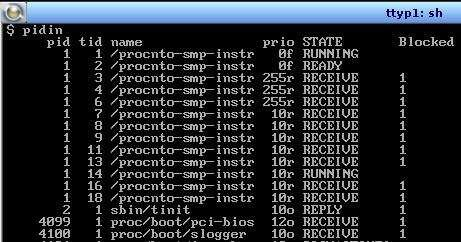 ttyp1: sh
$ pidin
pid tid name prio STATE Blocked
1 1 /procnto-smp-instr 0f RUNNING
1 2 /procnto-smp-instr 0f READY
1 3 /procnto-smp-instr 255r RECEIVE 1
1 4 /procnto-smp-instr 255r RECEIVE 1
1 6 /procnto-smp-instr 255r RECEIVE 1
1 7 /procnto-smp-instr 10r RECEIVE 1
1 8 /procnto-smp-instr 10r RECEIVE 1
1 9 /procnto-smp-instr 10r RECEIVE 1
1 11 /procnto-smp-instr 10r RECEIVE 1
1 13 /procnto-smp-instr 10r RECEIVE 1
1 14 /procnto-smp-instr 10r RUNNING
1 16 /procnto-smp-instr 10r RECEIVE 1
1 18 /procnto-smp-instr 10r RECEIVE 1
2 1 sbin/tinit 10o REPLY 1
4099 1 proc/boot/pci-bios 12o RECEIVE 1
4100 1 proc/boot/slogger 10o RECEIVE 1